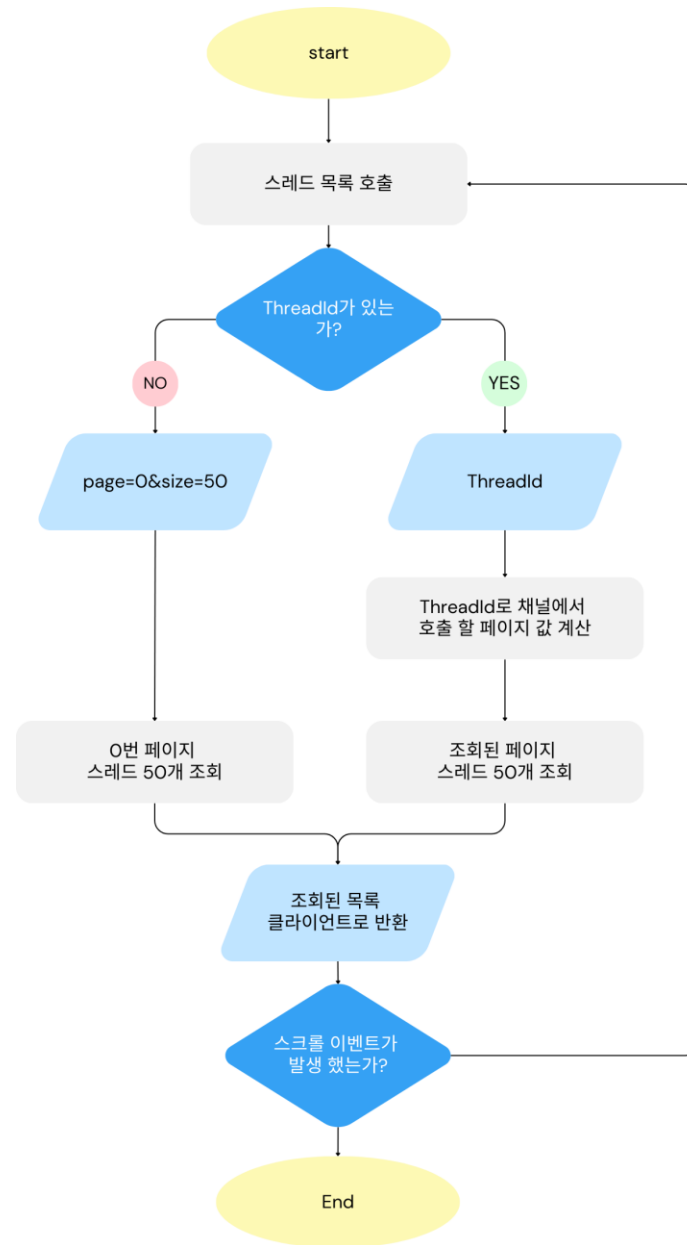 start
스레드 목록 호출
ThreadId가 있는
가?
NO
YES
page=0&size=50
ThreadId
ThreadId로 채널에서
호출 할 페이지 값 계산
0번 페이지
스레드 50개 조회
조회된 페이지
스레드 50개 조회
조회된 목록
클라이언트로 반환
스크롤 이벤트가
발생 했는가?
End